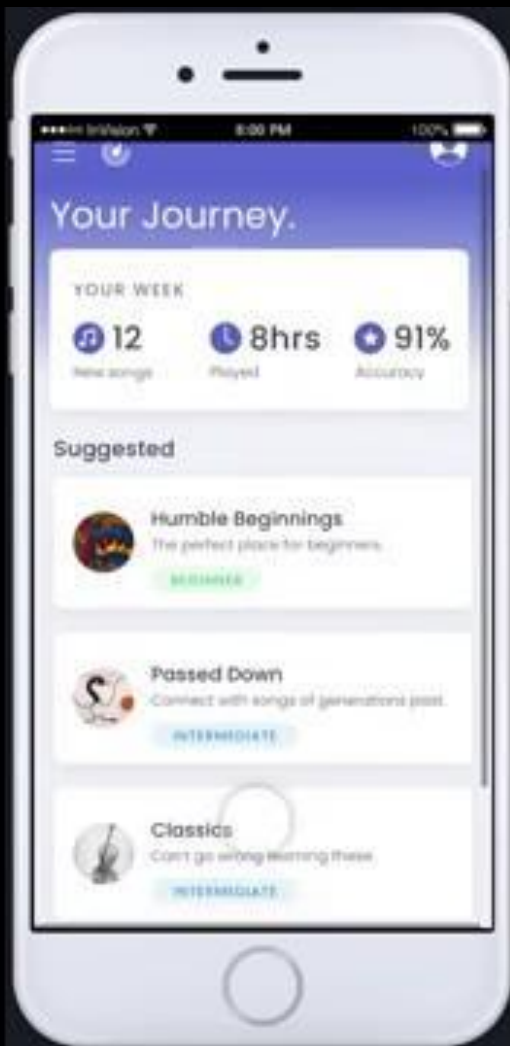 InVision 8:00 PM 100%
Your Journey.
YOUR WEEK
12 8hrs 91%
New songs Played Accuracy
Suggested
Humble Beginnings
The perfect place for beginners.
BEGINNER
Passed Down
Connect with songs of generations past.
INTERMEDIATE
Classics
Can't go wrong learning these.
INTERMEDIATE